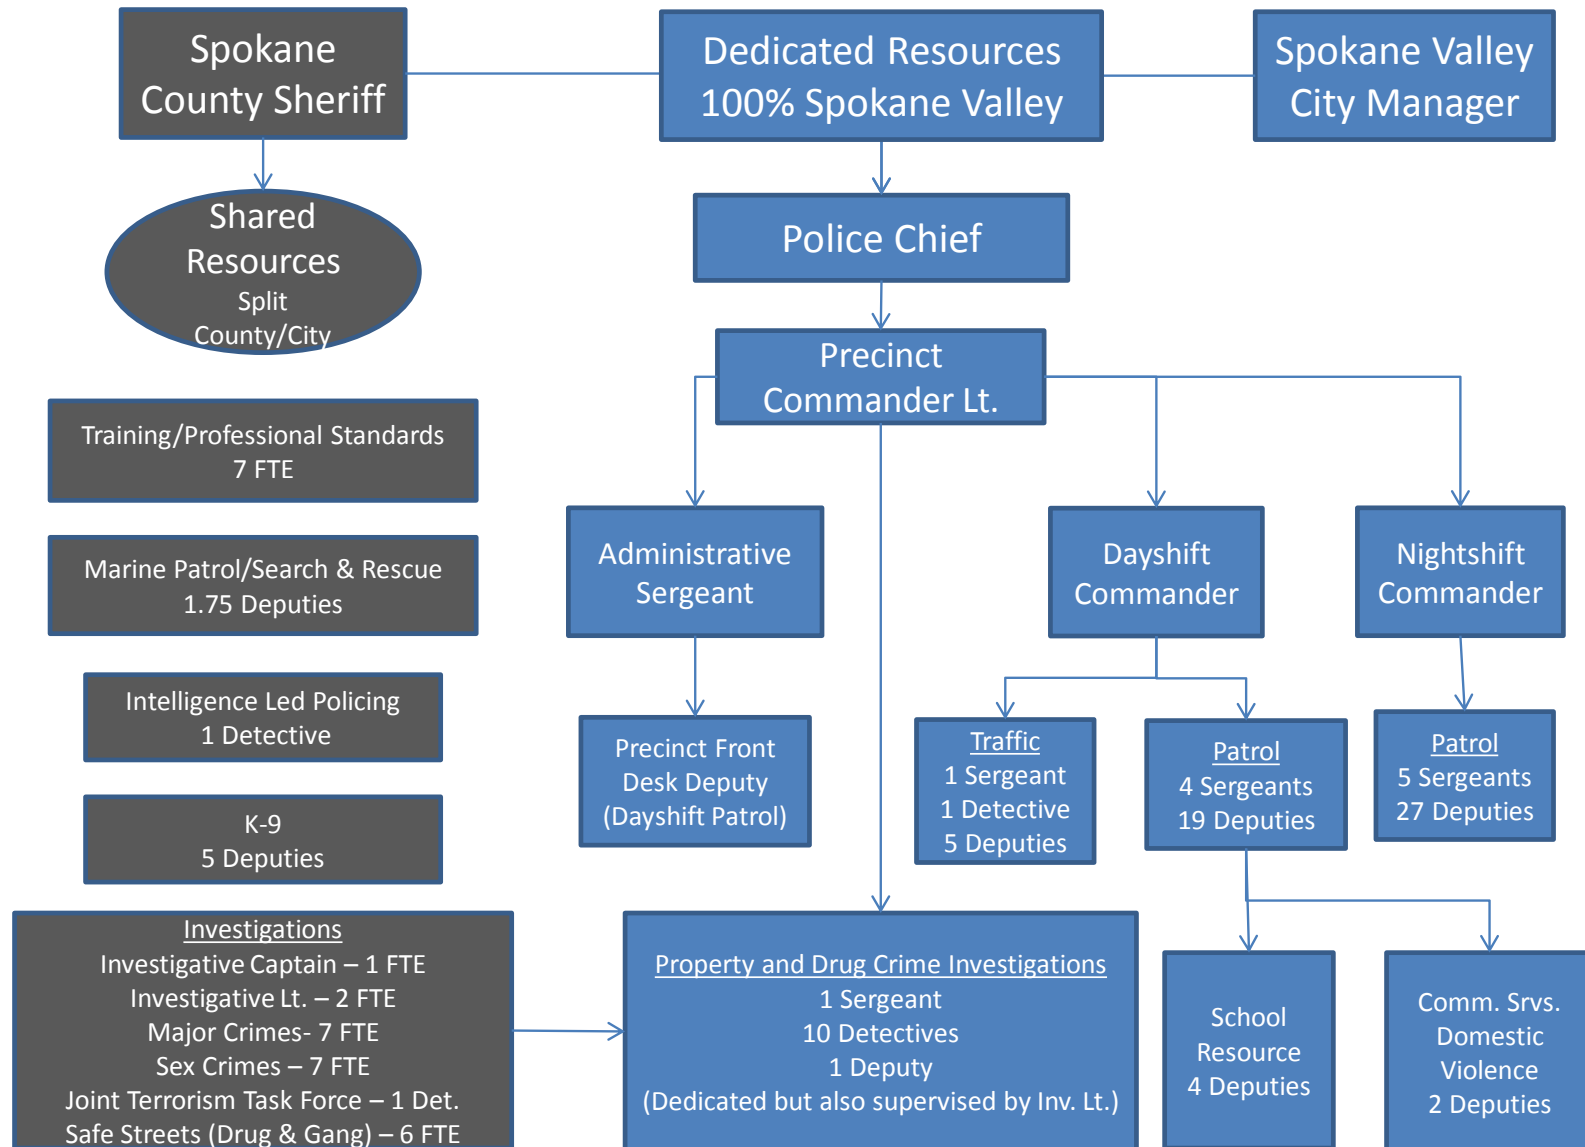 Spokane
County Sheriff
Dedicated Resources
100% Spokane Valley
Spokane Valley
City Manager
Shared
Resources
Split
County/City
Police Chief
Precinct
Commander Lt.
Training/Professional Standards
7 FTE
Marine Patrol/Search & Rescue
1.75 Deputies
Intelligence Led Policing
1 Detective
K-9
5 Deputies
Administrative
Sergeant
Dayshift
Commander
Nightshift
Commander
Precinct Front
Desk Deputy
(Dayshift Patrol)
Traffic
1 Sergeant
1 Detective
5 Deputies
Patrol
4 Sergeants
19 Deputies
Patrol
5 Sergeants
27 Deputies
Investigations
Investigative Captain – 1 FTE
Investigative Lt. – 2 FTE
Major Crimes- 7 FTE
Sex Crimes – 7 FTE
Joint Terrorism Task Force – 1 Det.
Safe Streets (Drug & Gang) – 6 FTE
Property and Drug Crime Investigations
1 Sergeant
10 Detectives
1 Deputy
(Dedicated but also supervised by Inv. Lt.)
School
Resource
4 Deputies
Comm. Srvs.
Domestic
Violence
2 Deputies